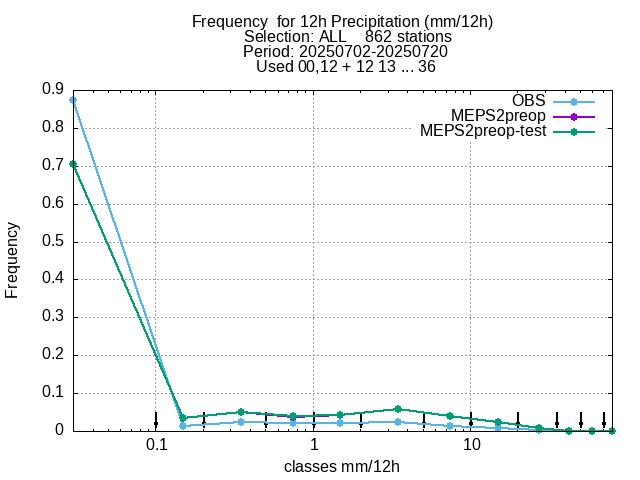 Frequency  for 12h Precipitation (mm/12h)
Selection: ALL    862 stations
Period: 20250702-20250720
Used 00,12 + 12 13 ... 36
OBS
MEPS2preop
MEPS2preop-test
0.9
0.8
0.7
0.6
0.5
0.4
0.3
0.2
0.1
0
Frequency
0.1 1 10
classes mm/12h